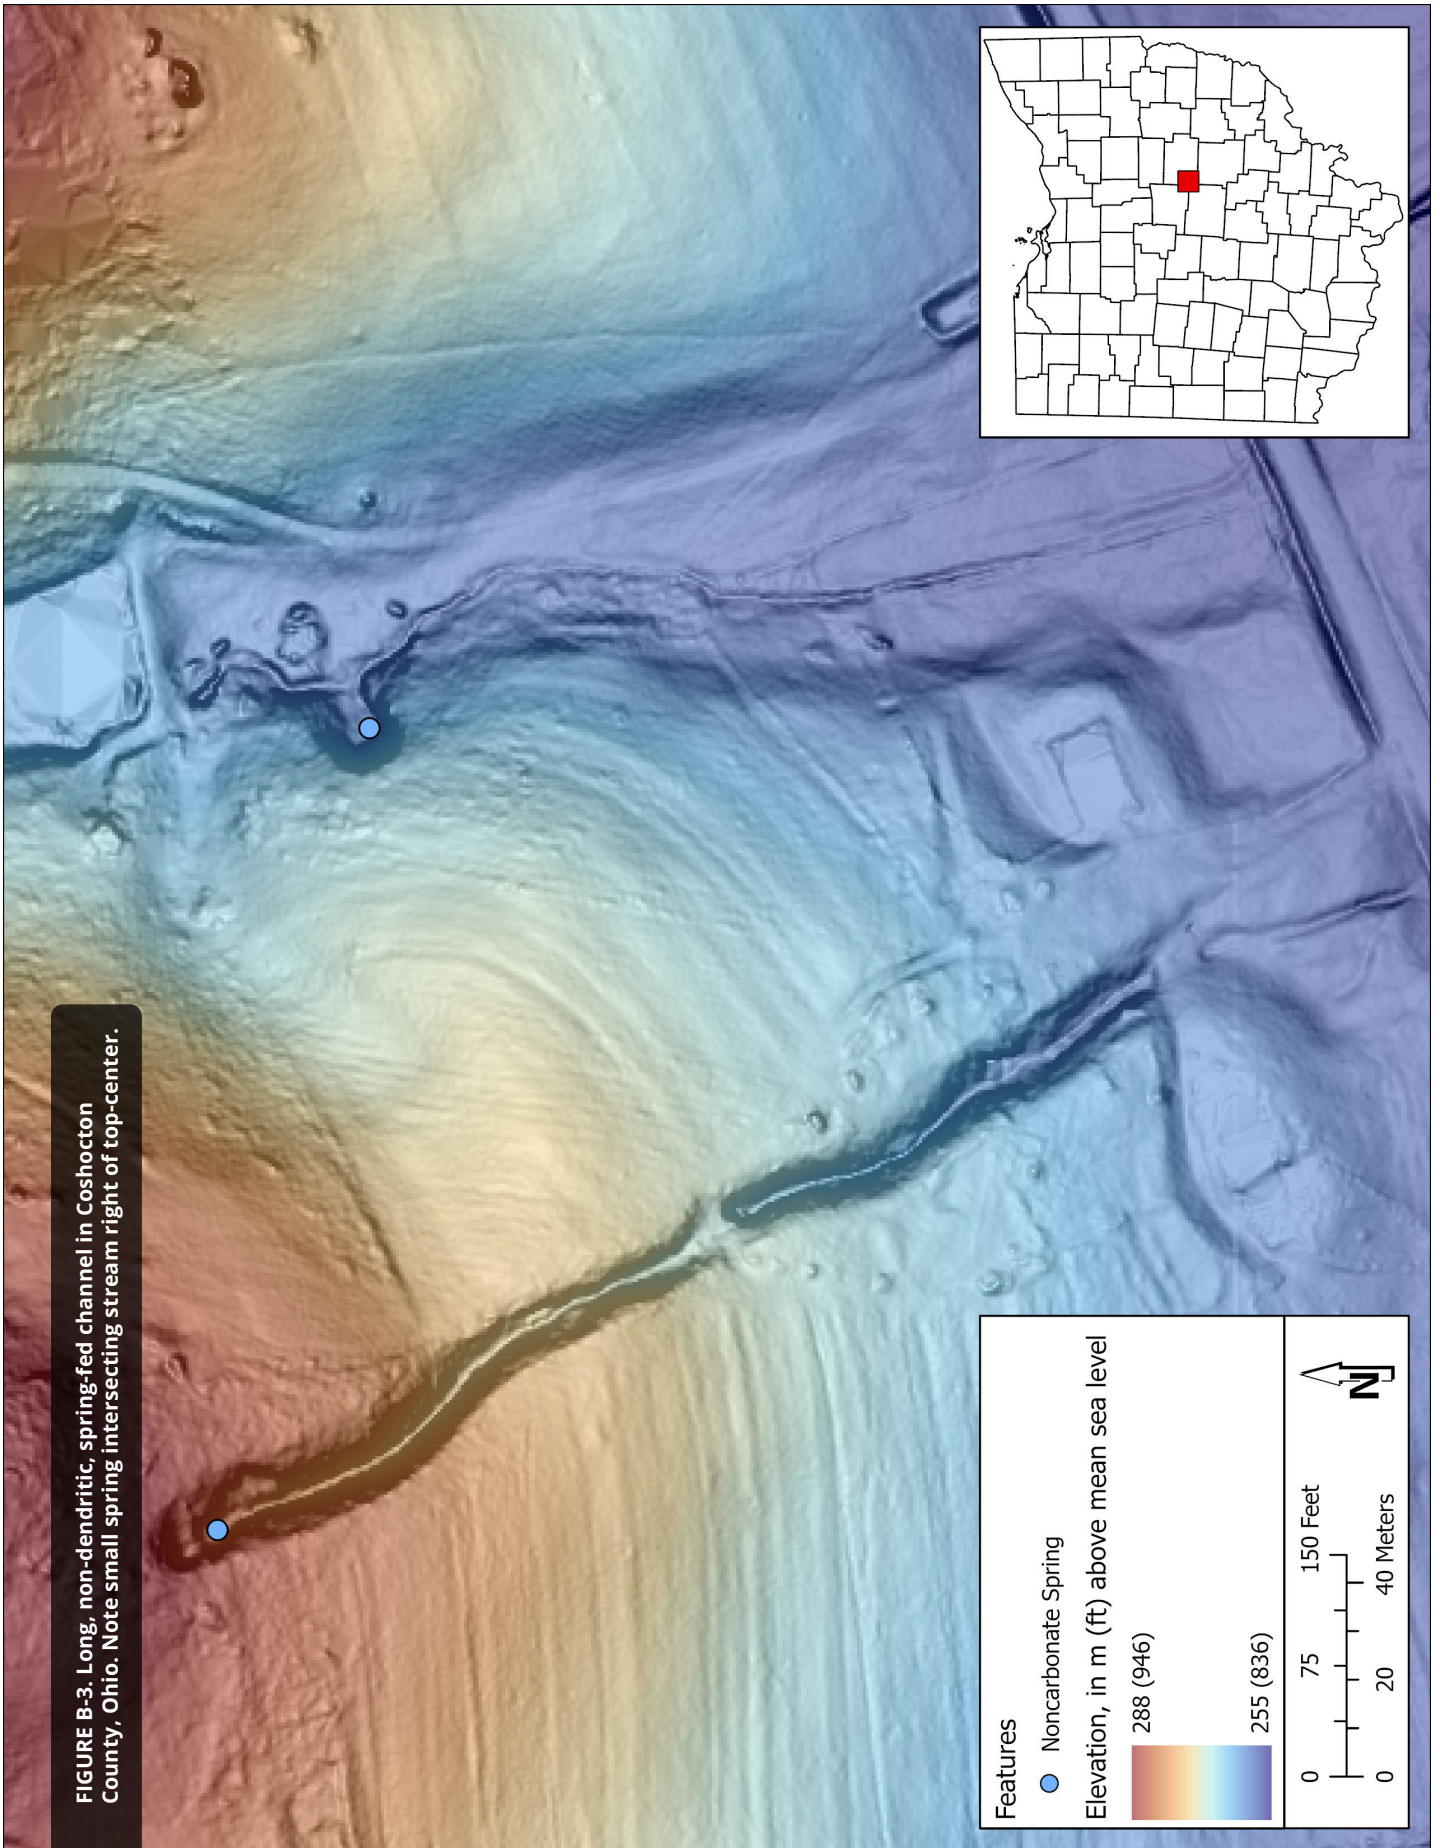 FIGURE B-3. Long, non-dendritic, spring-fed channel in Coshocton
County, Ohio. Note small spring intersecting stream right of top-center.
Features
Noncarbonate Spring
Elevation, in m (ft) above mean sea level
288 (946)
255 (836)
0 75 150 Feet
0 20 40 Meters
N